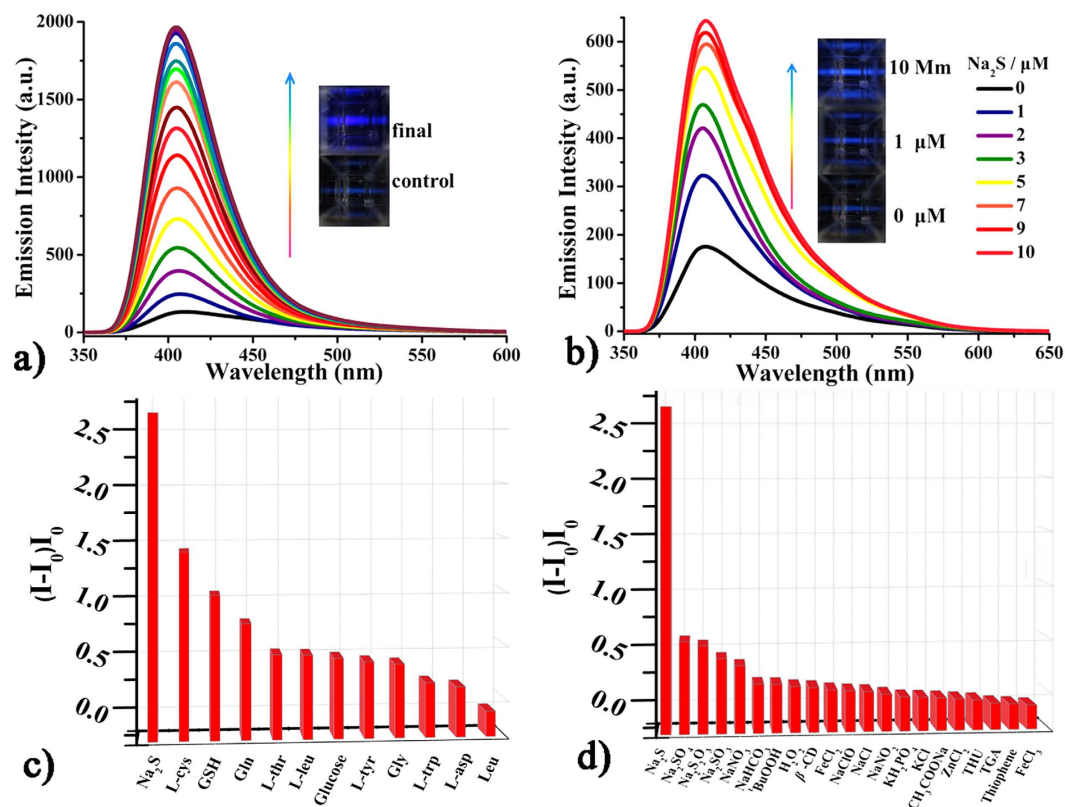 2000
1500
1000
500
0
Emission Intesity (a.u.)
final
control
350 400 450 500 550 600
Wavelength (nm)
a)
600
500
400
300
200
100
0
Emission Intesity (a.u.)
10 Mm
1 μM
0 μM
Na₂S / μM
0
1
2
3
5
7
9
10
350 400 450 500 550 600 650
Wavelength (nm)
b)
2.5
2.0
1.5
1.0
0.5
0.0
(I-I₀)I₀
Na₂S
L-cys
GSH
Gln
L-thr
L-leu
Glucose
L-tyr
Gly
L-trp
L-asp
Leu
c)
2.5
2.0
1.5
1.0
0.5
0.0
(I-I₀)I₀
Na₂S
Na₂SO₄
Na₂S₂O₃
Na₂SO₃
NaNO₃
NaHCO₃
'BuOOH
H₂O₂
β-CD
FeCl₂
NaClO
NaCl
NaNO₂
KH₂PO₄
KCl
CH₃COONa
ZnCl₂
THU
TGA
Thiophene
FeCl₃
d)